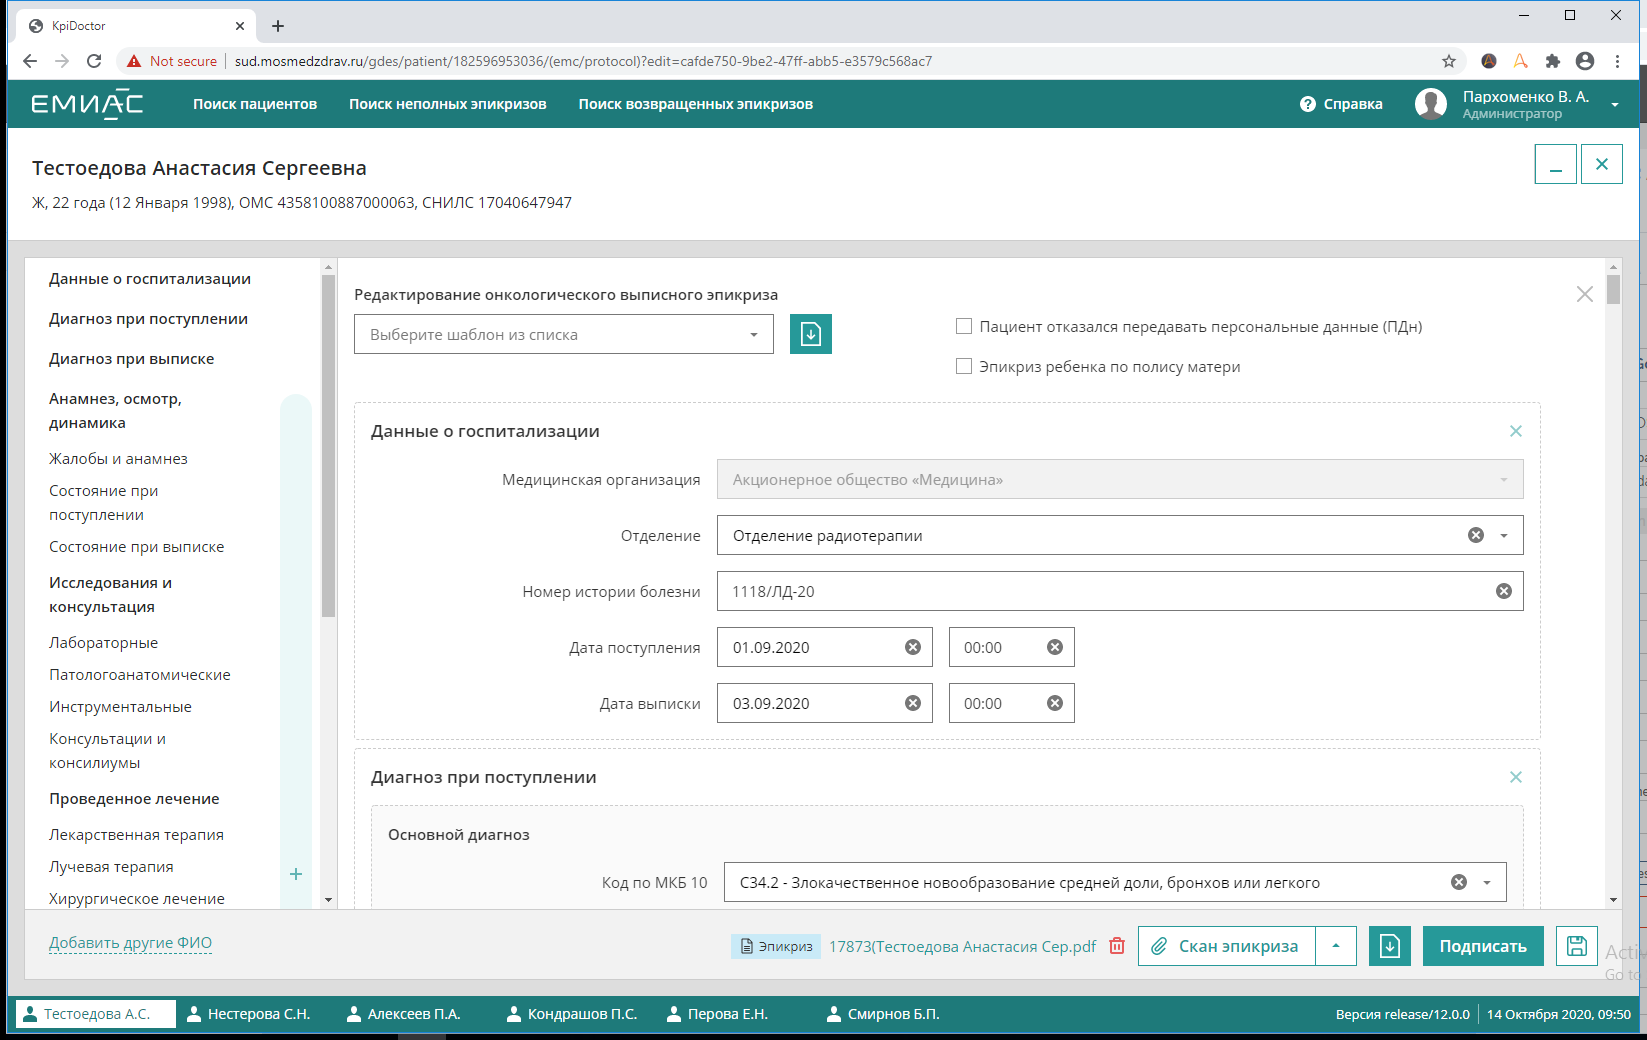 KpiDoctor
Not secure
sud.mosmedzdrav.ru/gdes/patient/182596953036/(emc/protocol)?edit=cafde750-9be2-47ff-abb5-e3579c568ac7
ЕМИАС
Поиск пациентов
Поиск неполных эпикризов
Поиск возвращенных эпикризов
Справка
Пархоменко В. А.
Администратор
Тестоедова Анастасия Сергеевна
Ж, 22 года (12 Января 1998), ОМС 4358100887000063, СНИЛС 17040647947
Данные о госпитализации
Диагноз при поступлении
Диагноз при выписке
Анамнез, осмотр,
динамика
Жалобы и анамнез
Состояние при
поступлении
Состояние при выписке
Исследования и
консультация
Лабораторные
Патологоанатомические
Инструментальные
Консультации и
консилиумы
Проведенное лечение
Лекарственная терапия
Лучевая терапия
Хирургическое лечение
Редактирование онкологического выписного эпикриза
Выберите шаблон из списка
Пациент отказался передавать персональные данные (ПДн)
Эпикриз ребенка по полису матери
Данные о госпитализации
Медицинская организация
Акционерное общество «Медицина»
Отделение
Отделение радиотерапии
Номер истории болезни
1118/ЛД-20
Дата поступления
01.09.2020
00:00
Дата выписки
03.09.2020
00:00
Диагноз при поступлении
Основной диагноз
Код по МКБ 10
C34.2 - Злокачественное новообразование средней доли, бронхов или легкого
Добавить другие ФИО
Эпикриз
17873(Тестоедова Анастасия Сер.pdf
Скан эпикриза
Подписать
Go to
Тестоедова А.С.
Нестерова С.Н.
Алексеев П.А.
Кондрашов П.С.
Перова Е.Н.
Смирнов Б.П.
Версия release/12.0.0
14 Октября 2020, 09:50